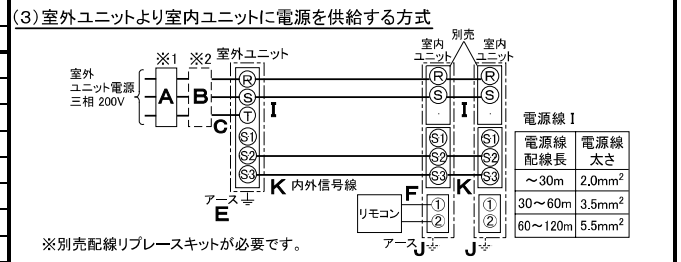 (3)室外ユニットより室内ユニットに電源を供給する方式
別売
※1 ※2 室外ユニット
室内ユニット
室内ユニット
室外ユニット電源
三相 200V
A
B
C
R
S
T
S1
S2
S3
I
R
S
S1
S2
S3
I
R
S
S1
S2
S3
K 内外信号線
K
アース
E
F
リモコン
①
②
①
②
アース
J
J
電源線 I
電源線配線長 電源線太さ
～30m 2.0mm²
30～60m 3.5mm²
60～120m 5.5mm²
※別売配線リプレースキットが必要です。